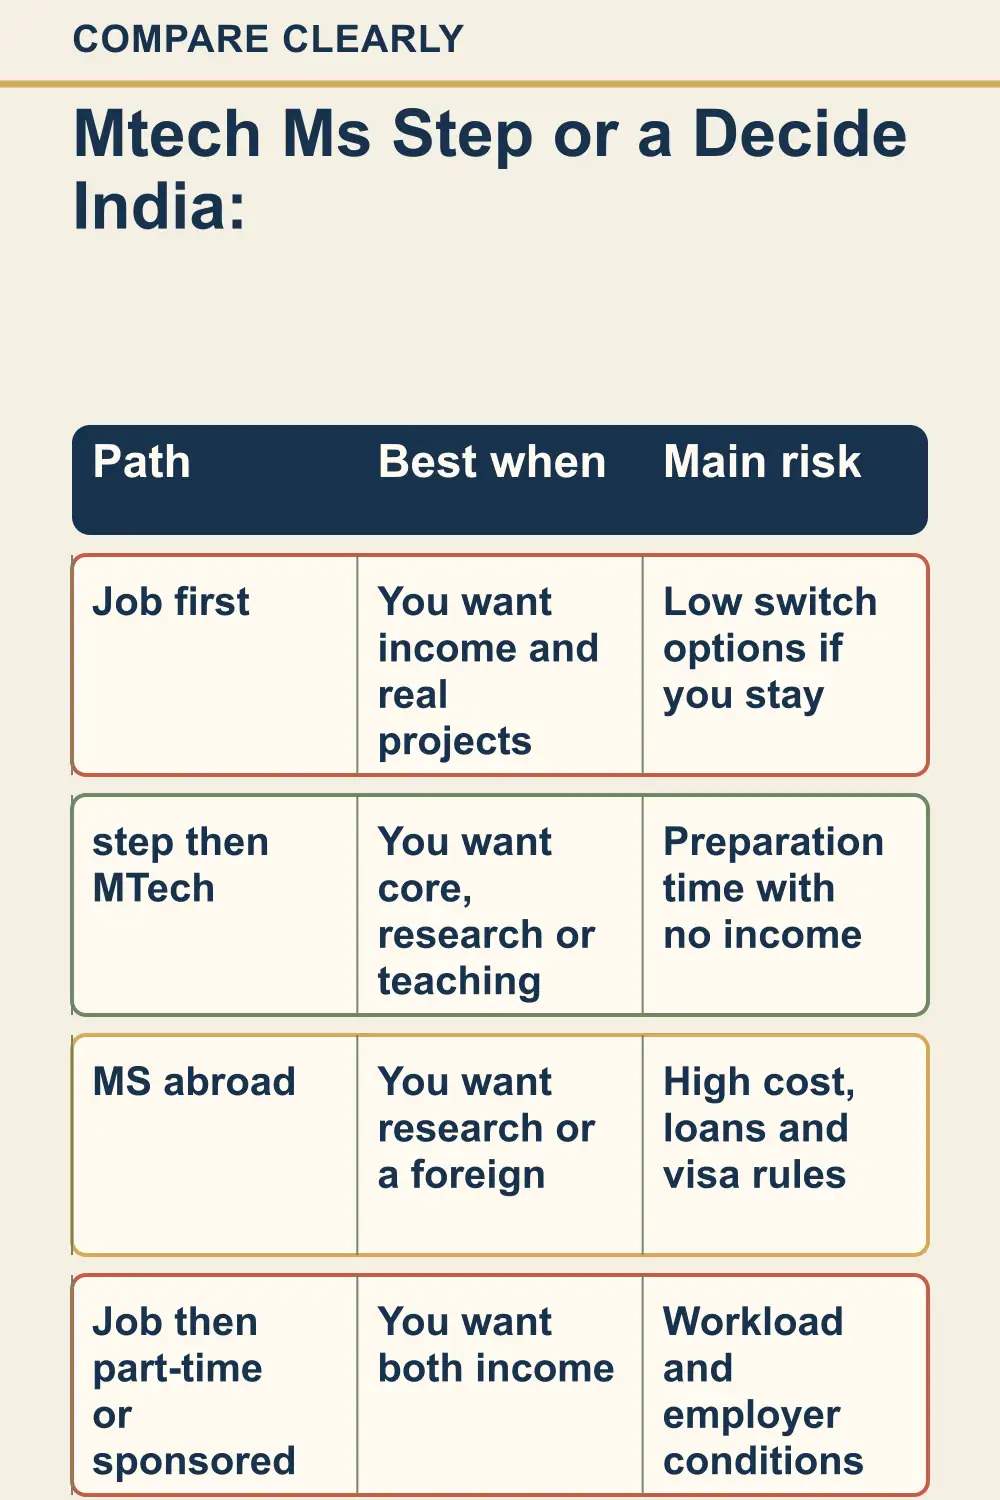 COMPARE CLEARLY
Mtech Ms Step or a Decide
India:
Path
Best when
Main risk
Job first
You want
income and
real
projects
Low switch
options if
you stay
step then
MTech
You want
core,
research or
teaching
Preparation
time with
no income
MS abroad
You want
research or
a foreign
High cost,
loans and
visa rules
Job then
part-time
or
sponsored
You want
both income
Workload
and
employer
conditions